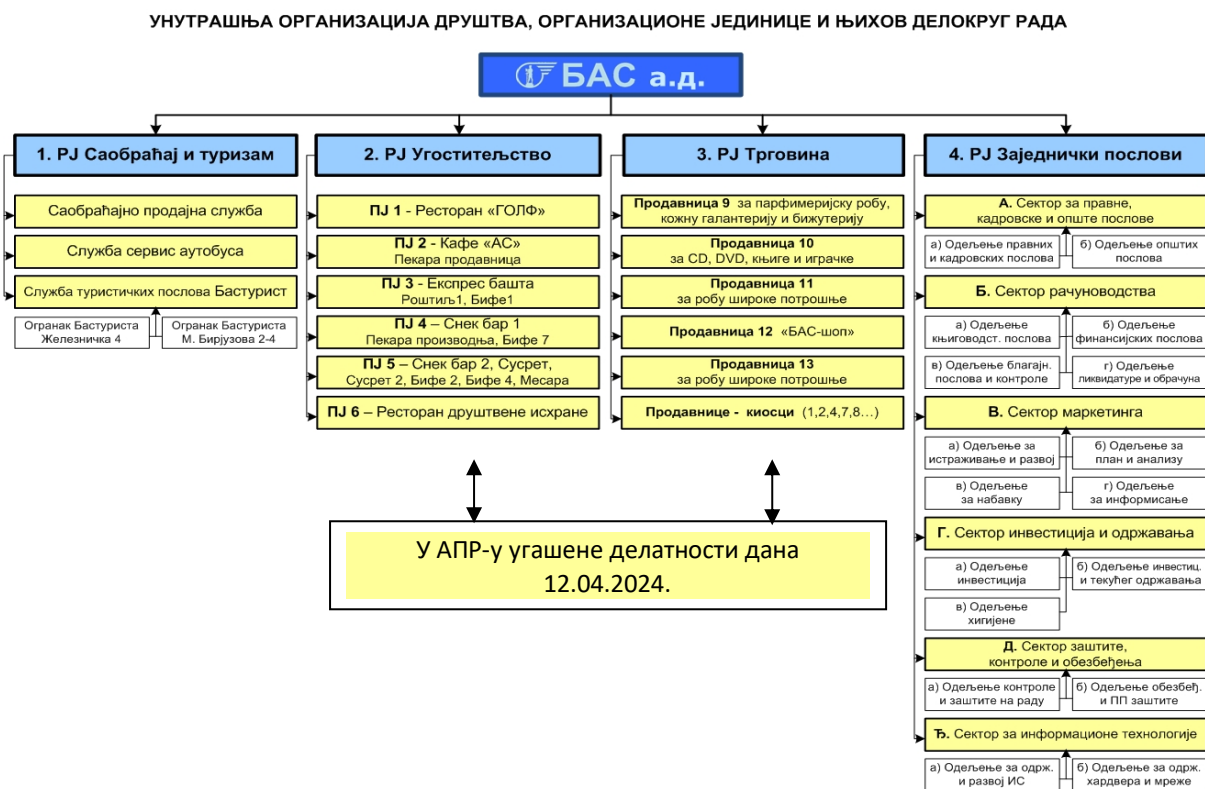 УНУТРАШЊА ОРГАНИЗАЦИЈА ДРУШТВА, ОРГАНИЗАЦИОНЕ ЈЕДИНИЦЕ И ЊИХОВ ДЕЛОКРУГ РАДА
БАС а.д.
1. РЈ Саобраћај и туризам
Саобраћајно продајна служба
Служба сервис аутобуса
Служба туристичких послова Бастурист
Огранак Бастуриста
Железничка 4
Огранак Бастуриста
М. Бирјузова 2-4
2. РЈ Угоститељство
ПЈ 1 - Ресторан «ГОЛФ»
ПЈ 2 - Кафе «АС»
Пекара продавница
ПЈ 3 - Експрес башта
Роштиљ1, Бифе1
ПЈ 4 – Снек бар 1
Пекара производња, Бифе 7
ПЈ 5 – Снек бар 2, Сусрет,
Сусрет 2, Бифе 2, Бифе 4, Месара
ПЈ 6 – Ресторан друштвене исхране
3. РЈ Трговина
Продавница 9 за парфимеријску робу,
кожну галантерију и бижутерију
Продавница 10
за CD, DVD, књиге и играчке
Продавница 11
за робу широке потрошње
Продавница 12 «БАС-шоп»
Продавница 13
за робу широке потрошње
Продавнице - киосци (1,2,4,7,8...)
У АПР-у угашене делатности дана
12.04.2024.
4. РЈ Заједнички послови
А. Сектор за правне,
кадровске и опште послове
а) Одељење правних
и кадровских послова
б) Одељење општих
послова
Б. Сектор рачуноводства
а) Одељење
књиговодст. послова
б) Одељење
финансијских послова
в) Одељење благајн.
послова и контроле
г) Одељење
ликвидатуре и обрачуна
В. Сектор маркетинга
а) Одељење за
истраживање и развој
б) Одељење за
план и анализу
в) Одељење
за набавку
г) Одељење
за информисање
Г. Сектор инвестиција и одржавања
а) Одељење
инвестиција
б) Одељење инвестиц.
и текућег одржавања
в) Одељење
хигијене
Д. Сектор заштите,
контроле и обезбеђења
а) Одељење контроле
и заштите на раду
б) Одељење обезбеђ.
и ПП заштите
Ђ. Сектор за информационе технологије
а) Одељење за одрж.
и развој ИС
б) Одељење за одрж.
хардвера и мреже